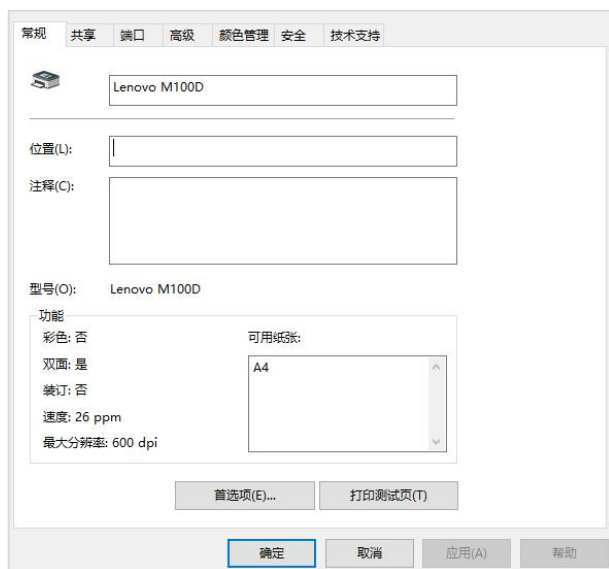 常规 共享 端口 高级 颜色管理 安全 技术支持
Lenovo M100D
位置(L):
注释(C):
型号(O): Lenovo M100D
功能
彩色: 否 可用纸张:
双面: 是 A4
装订: 否
速度: 26 ppm
最大分辨率: 600 dpi
首选项(E)... 打印测试页(T)
确定 取消 应用(A) 帮助